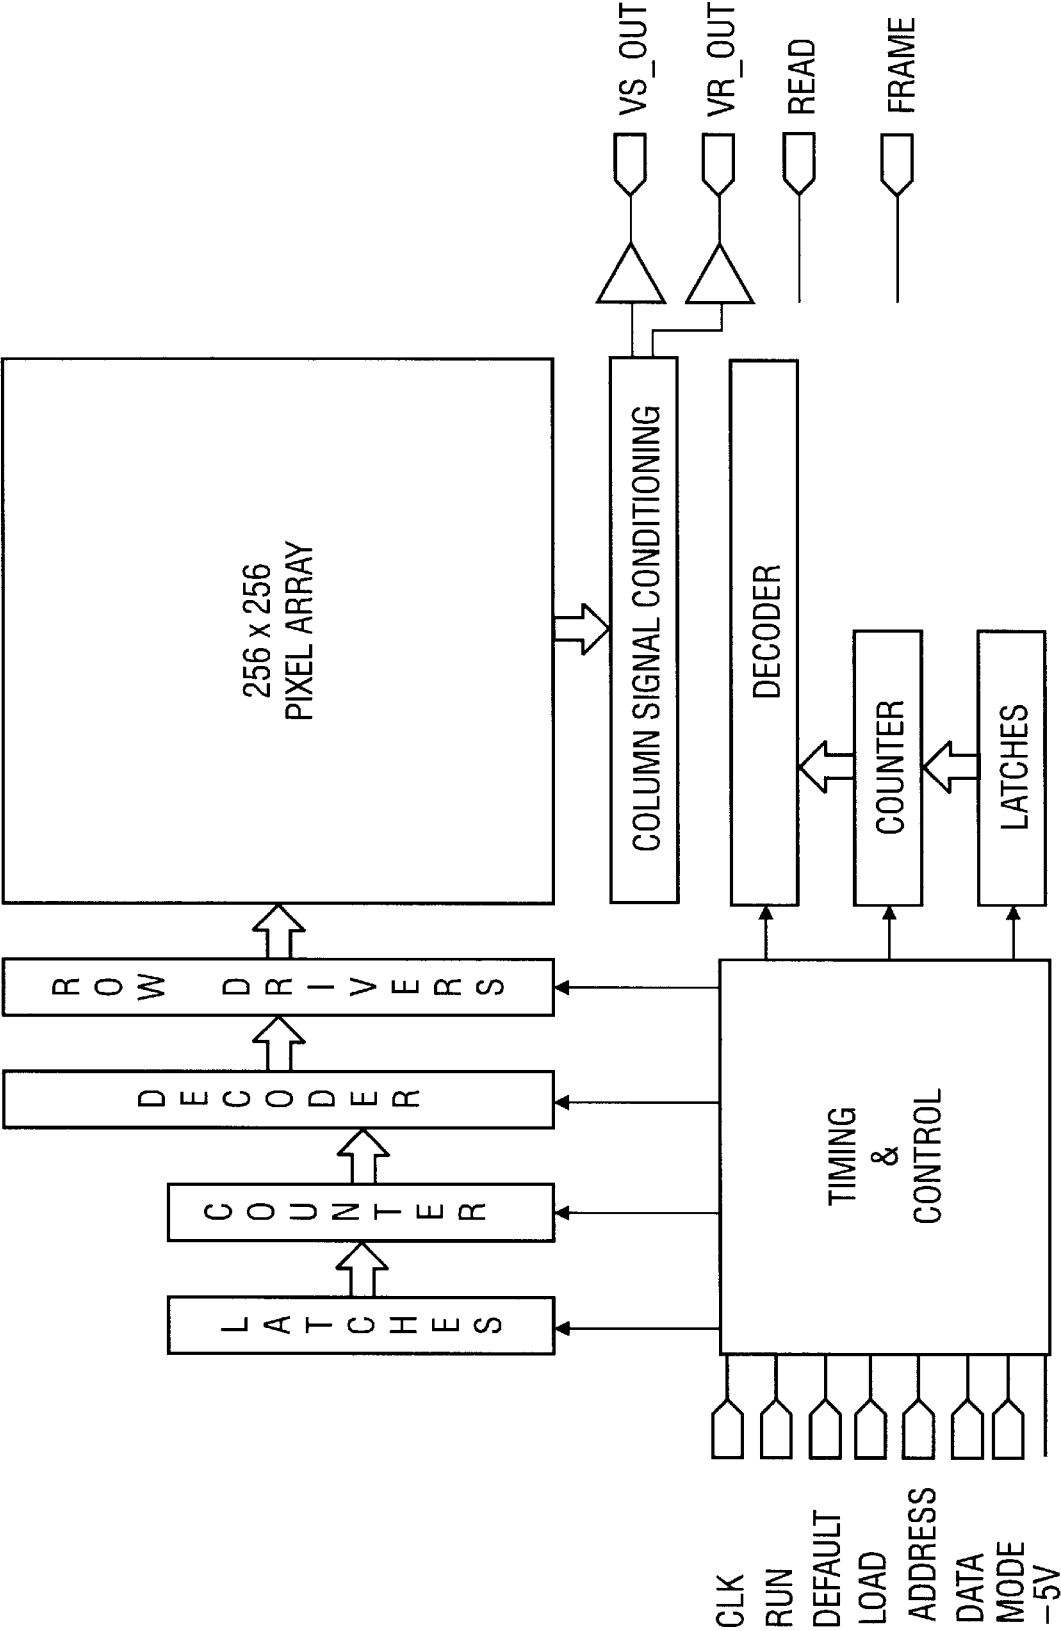 256 x 256
PIXEL ARRAY
ROW DRIVERS
DECODER
COUNTER
LATCHES
COLUMN SIGNAL CONDITIONING
DECODER
COUNTER
LATCHES
TIMING
&
CONTROL
VS_OUT
VR_OUT
READ
FRAME
CLK
RUN
DEFAULT
LOAD
ADDRESS
DATA
MODE
–5V